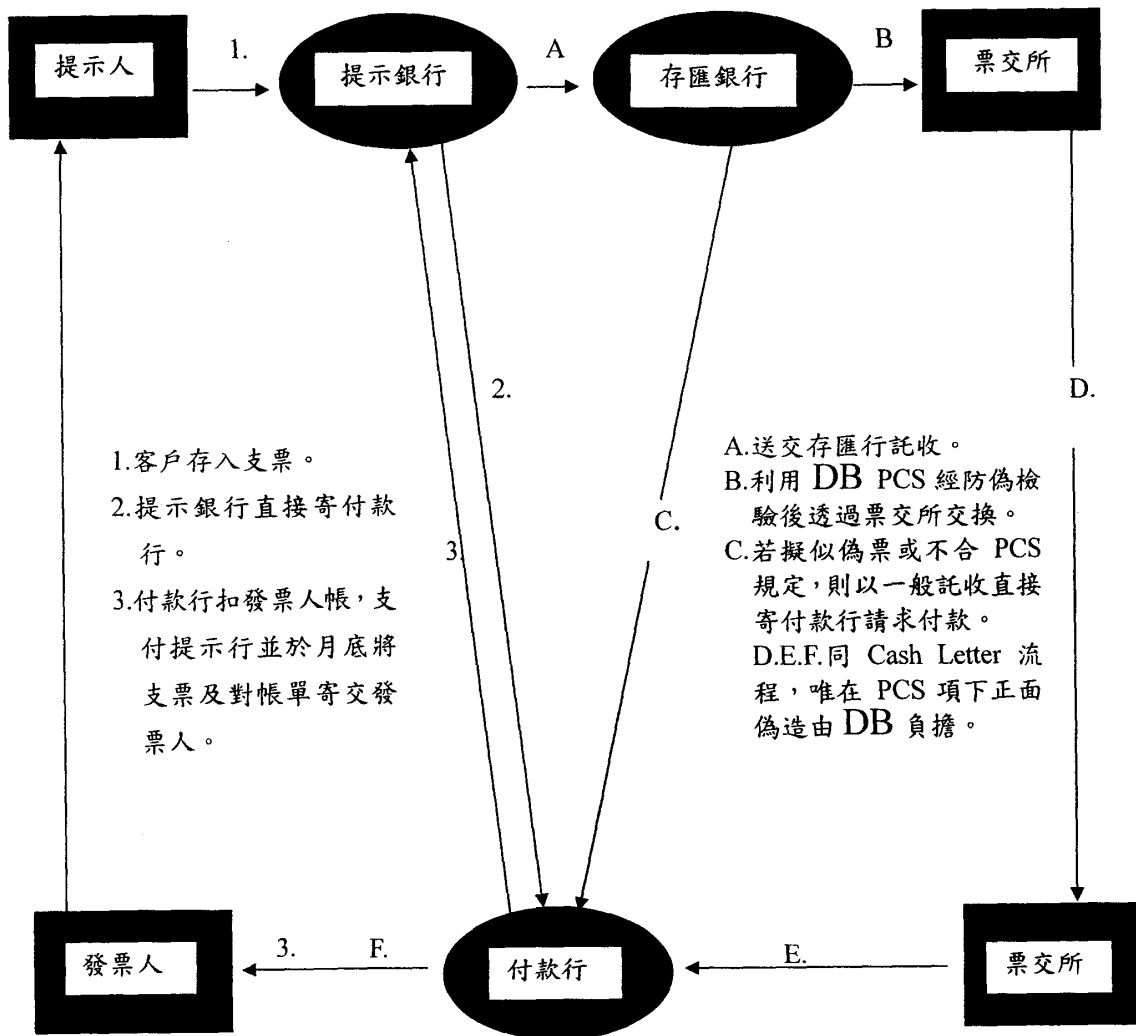 提示人
1.
提示銀行
A
存匯銀行
B
票交所
2.
D.
1.客戶存入支票。
2.提示銀行直接寄付款
行。
3.付款行扣發票人帳,支
付提示行並於月底將
支票及對帳單寄交發
票人。
3
C.
A.送交存匯行託收。
B.利用 DB PCS 經防偽檢
驗後透過票交所交換。
C.若擬似偽票或不合 PCS
規定,則以一般託收直接
寄付款行請求付款。
D.E.F.同 Cash Letter 流
程,唯在 PCS 項下正面
偽造由 DB 負擔。
發票人
3.
F.
付款行
E.
票交所